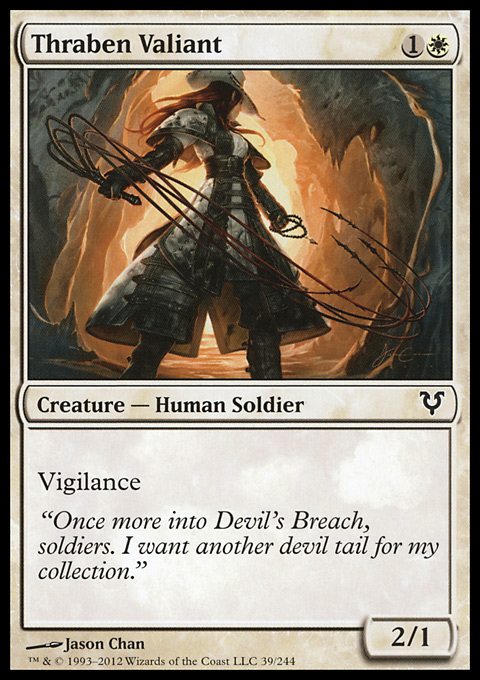 Thraben Valiant
1
Creature — Human Soldier
Vigilance
“Once more into Devil’s Breach,
soldiers. I want another devil tail for my
collection.”
Jason Chan
2/1
™ & © 1993–2012 Wizards of the Coast LLC 39/244